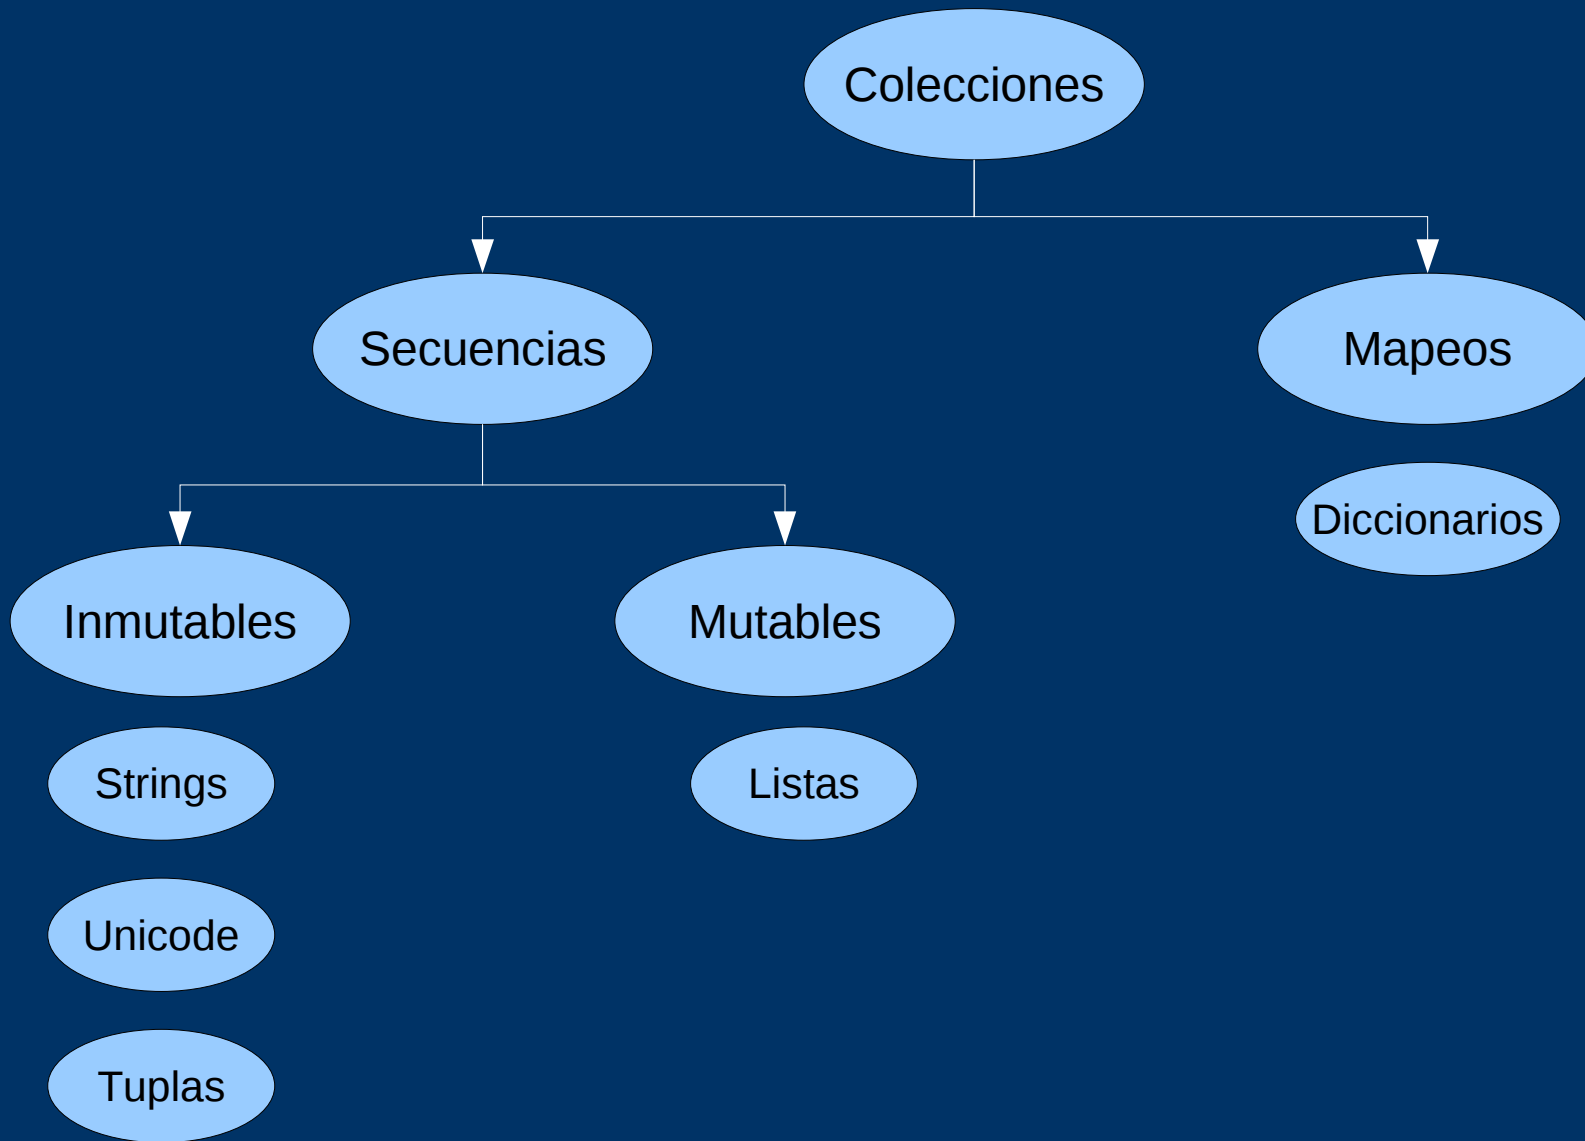 Colecciones
Secuencias
Mapeos
Diccionarios
Inmutables
Mutables
Strings
Listas
Unicode
Tuplas